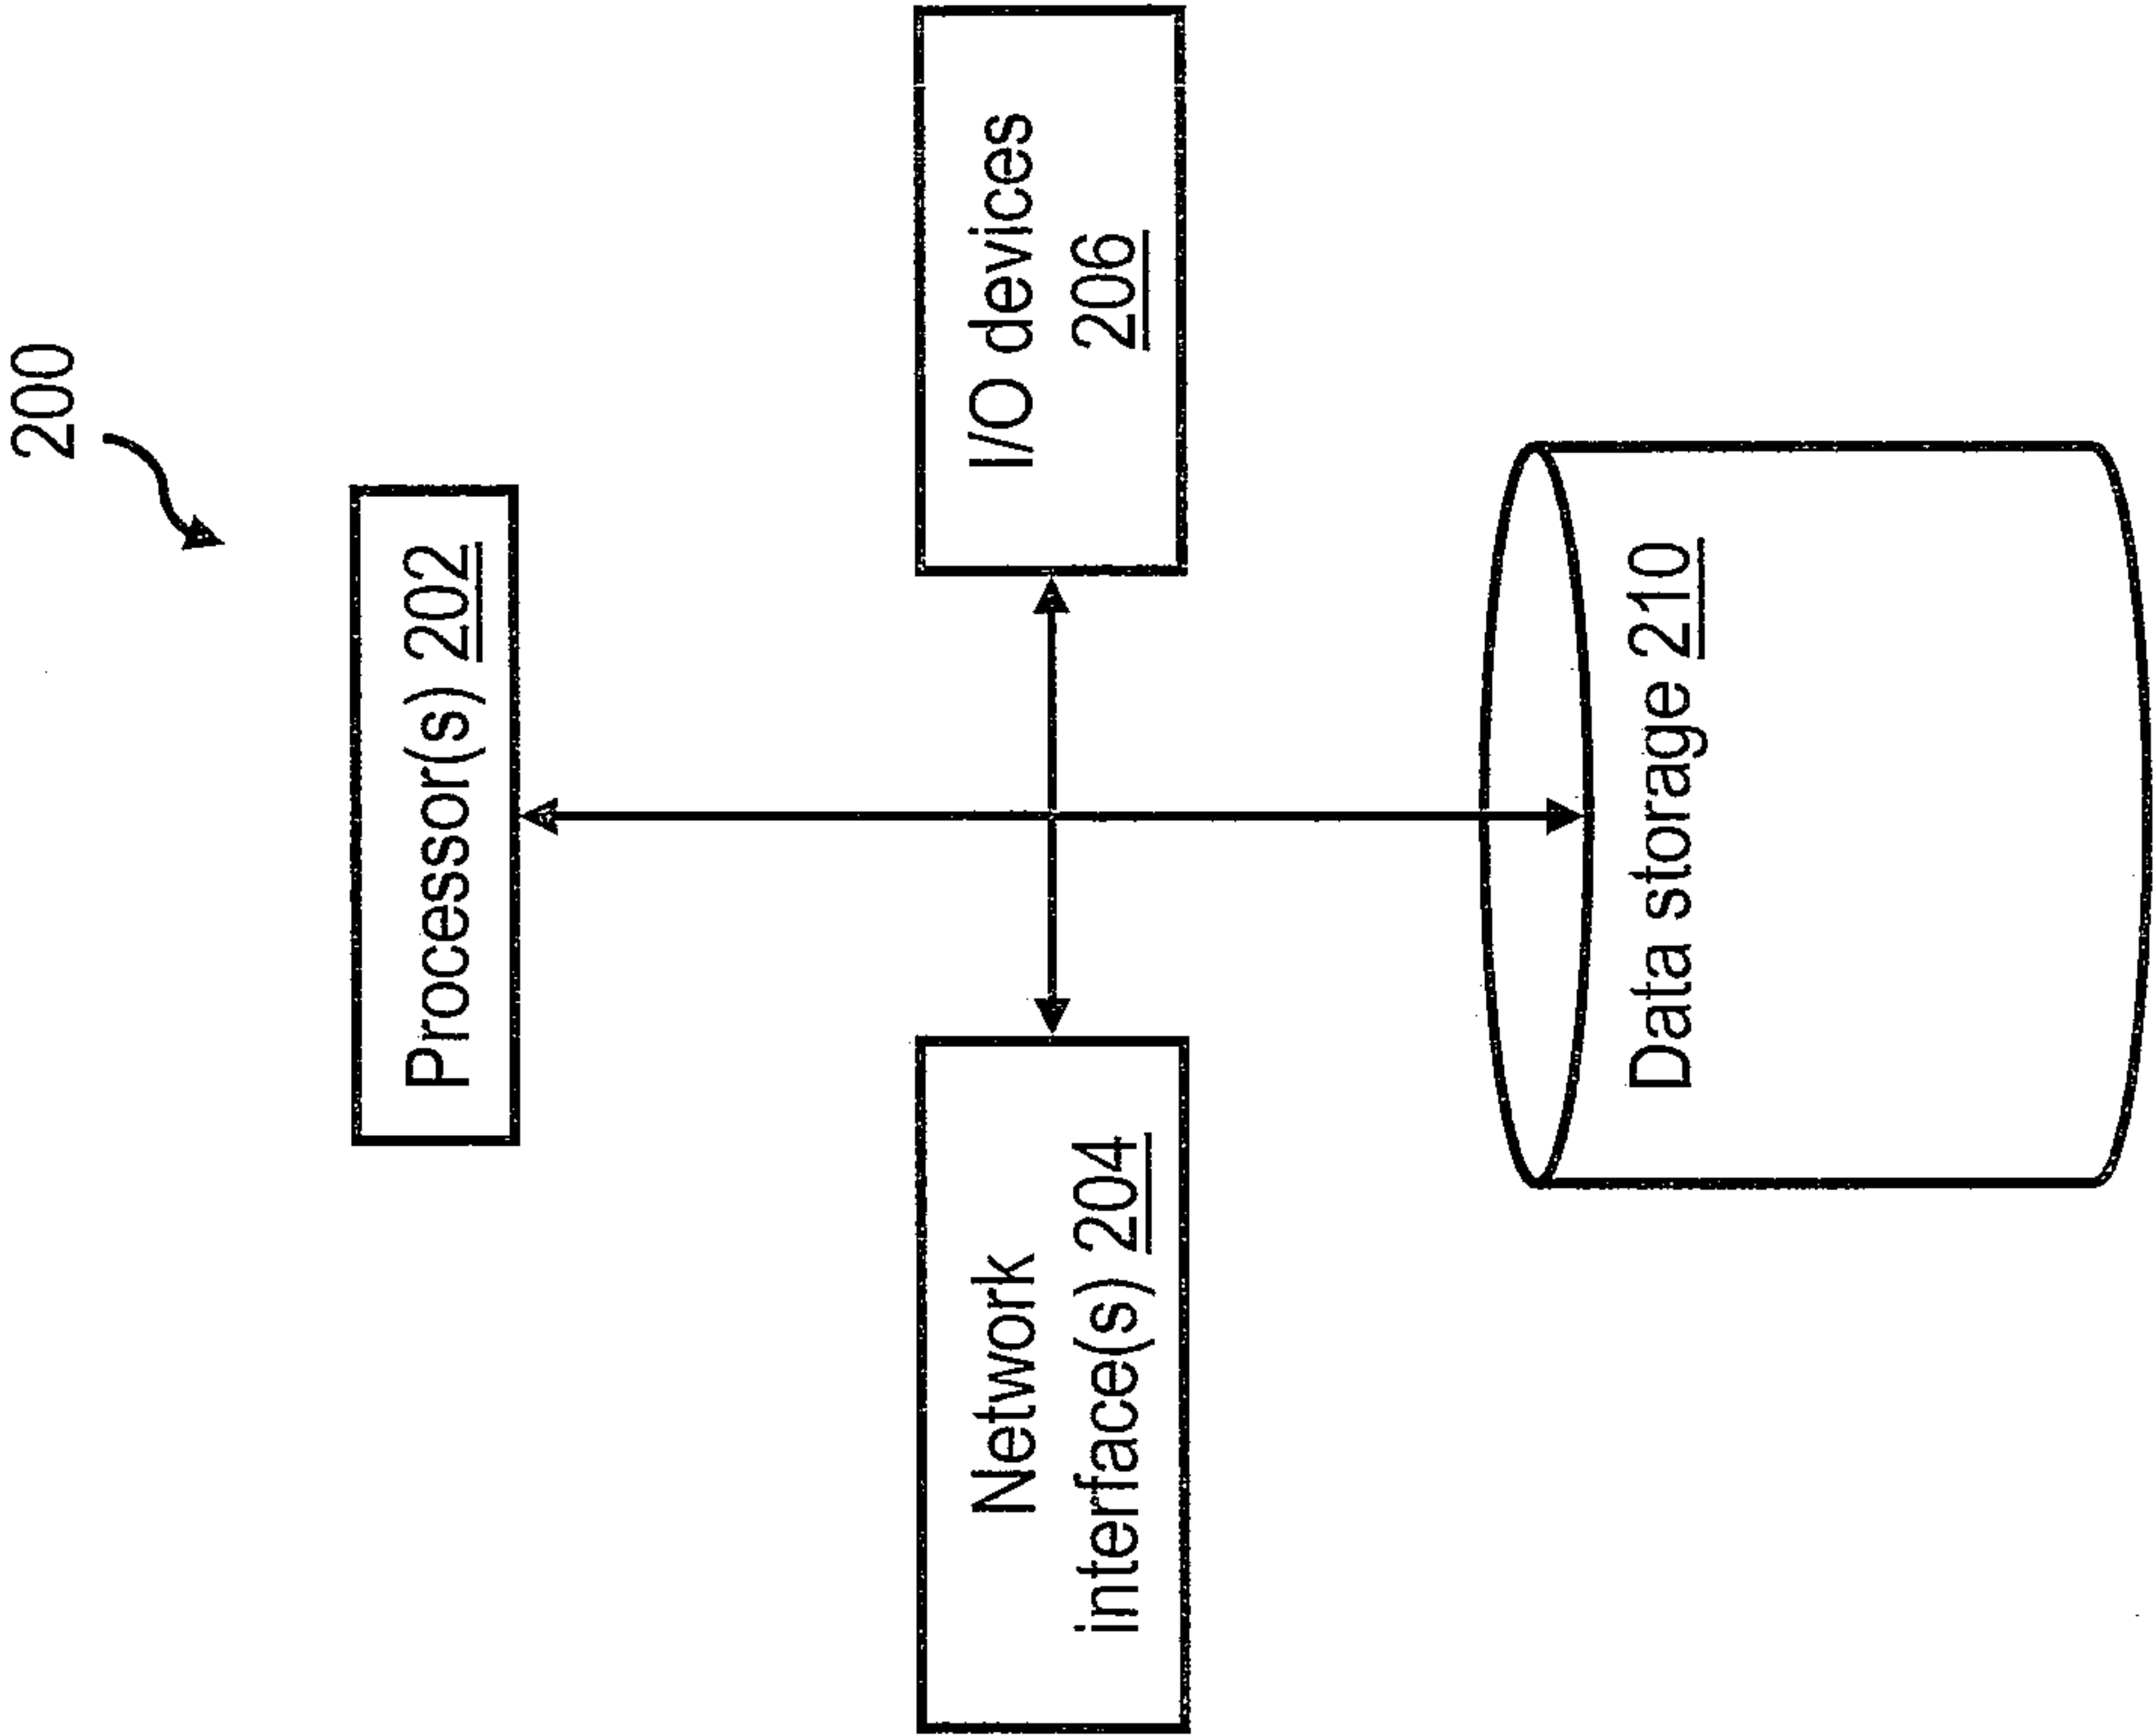 200
Processor(s) 202
Network
interface(s) 204
I/O devices
206
Data storage 210